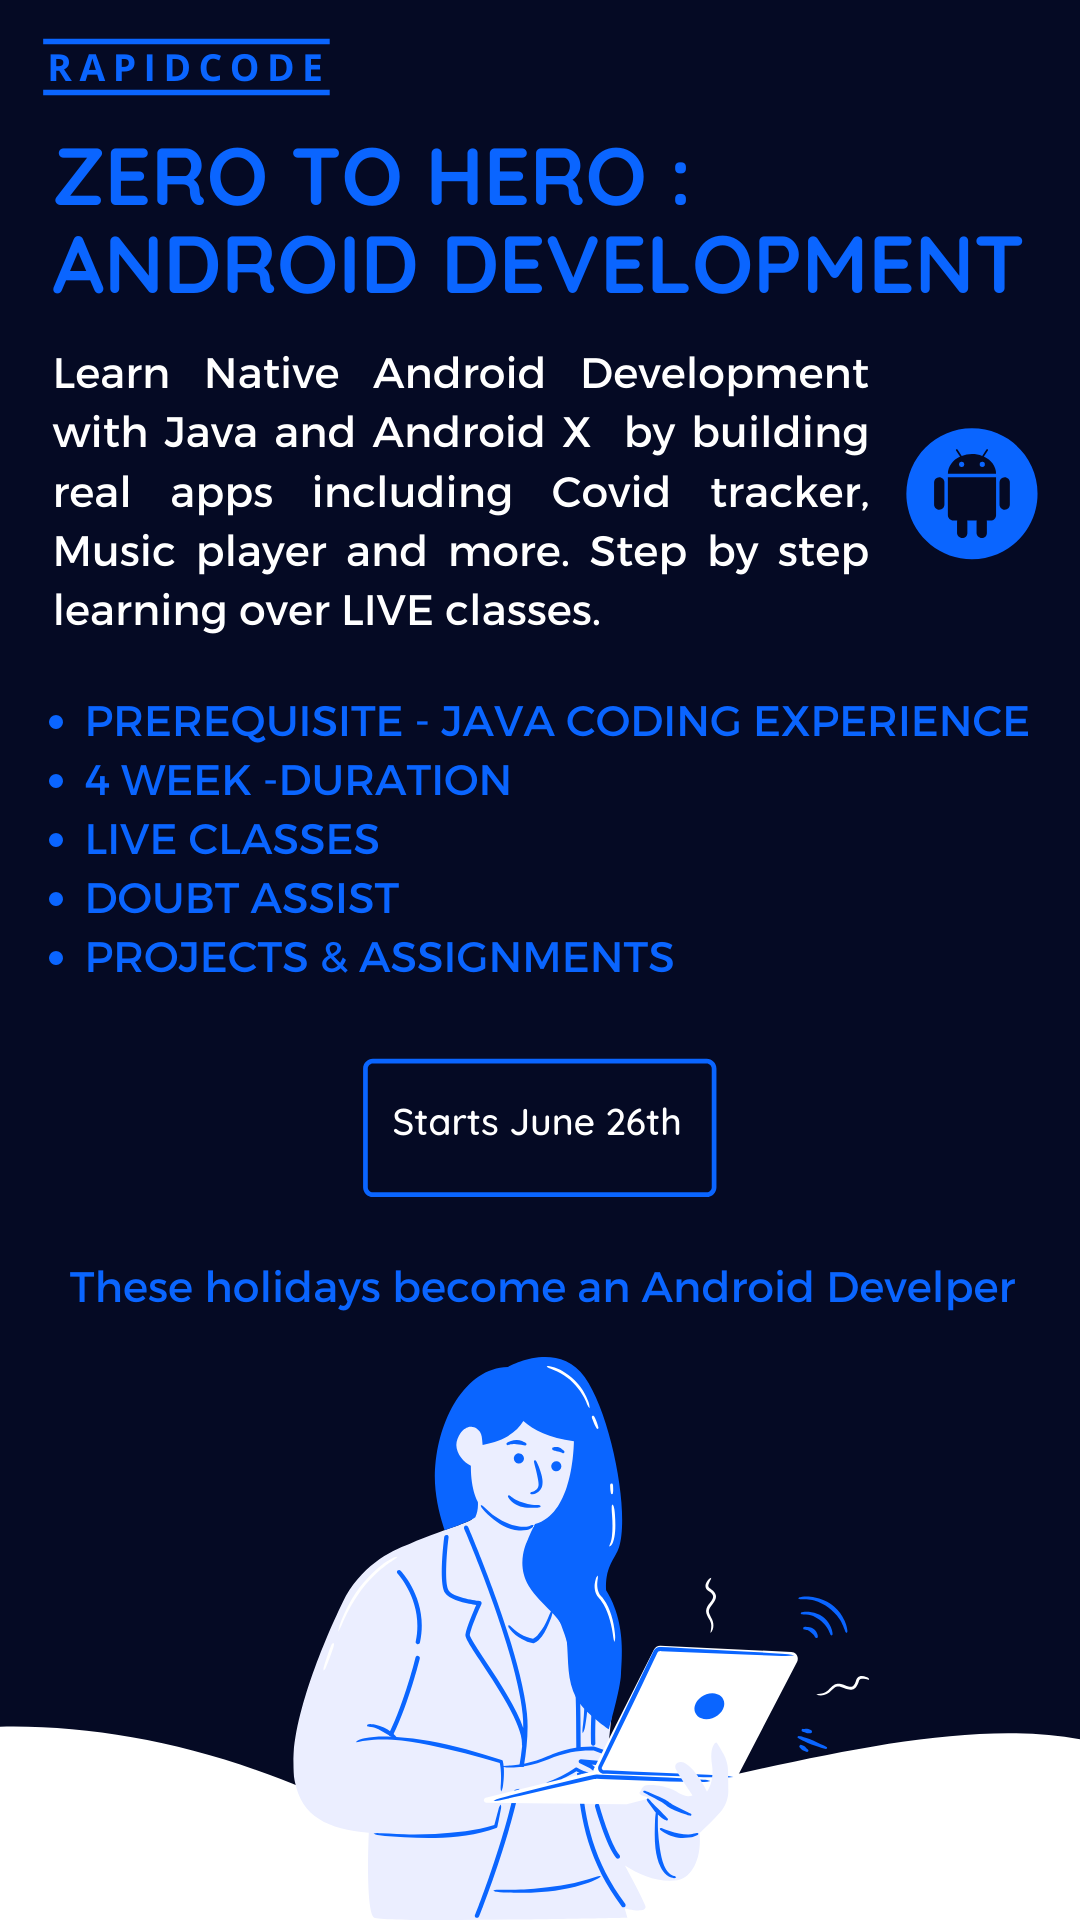 RAPIDCODE
ZERO TO HERO :
ANDROID DEVELOPMENT
Learn Native Android Development
with Java and Android X by building
real apps including Covid tracker,
Music player and more. Step by step
learning over LIVE classes.
• PREREQUISITE - JAVA CODING EXPERIENCE
• 4 WEEK -DURATION
• LIVE CLASSES
• DOUBT ASSIST
• PROJECTS & ASSIGNMENTS
Starts June 26th
These holidays become an Android Develper